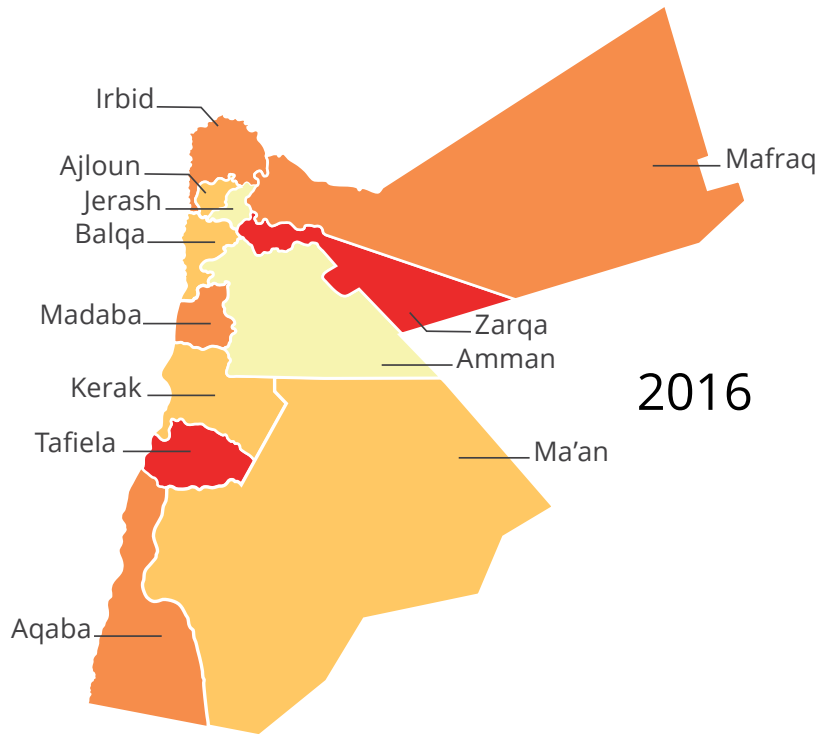 Irbid
Mafraq
Ajloun
Jerash
Balqa
Madaba
Zarqa
Amman
Kerak
2016
Tafiela
Ma’an
Aqaba